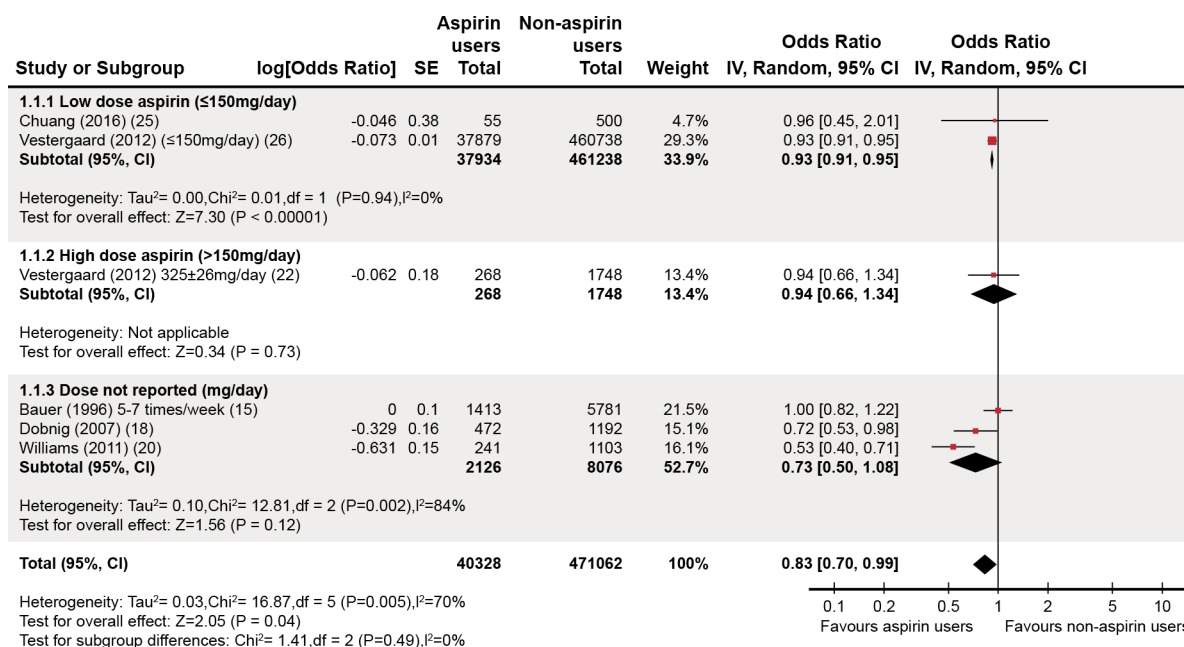 Aspirin users Total Non-aspirin users Total
Study or Subgroup log[Odds Ratio] SE Weight Odds Ratio IV, Random, 95% CI Odds Ratio IV, Random, 95% CI
1.1.1 Low dose aspirin (≤150mg/day)
Chuang (2016) (25) -0.046 0.38 55 500 4.7% 0.96 [0.45, 2.01]
Vestergaard (2012) (≤150mg/day) (26) -0.073 0.01 37879 460738 29.3% 0.93 [0.91, 0.95]
Subtotal (95%, CI) 37934 461238 33.9% 0.93 [0.91, 0.95]
Heterogeneity: Tau²= 0.00,Chi²= 0.01,df = 1 (P=0.94),I²=0%
Test for overall effect: Z=7.30 (P < 0.00001)
1.1.2 High dose aspirin (>150mg/day)
Vestergaard (2012) 325±26mg/day (22) -0.062 0.18 268 1748 13.4% 0.94 [0.66, 1.34]
Subtotal (95%, CI) 268 1748 13.4% 0.94 [0.66, 1.34]
Heterogeneity: Not applicable
Test for overall effect: Z=0.34 (P = 0.73)
1.1.3 Dose not reported (mg/day)
Bauer (1996) 5-7 times/week (15) 0 0.1 1413 5781 21.5% 1.00 [0.82, 1.22]
Dobnig (2007) (18) -0.329 0.16 472 1192 15.1% 0.72 [0.53, 0.98]
Williams (2011) (20) -0.631 0.15 241 1103 16.1% 0.53 [0.40, 0.71]
Subtotal (95%, CI) 2126 8076 52.7% 0.73 [0.50, 1.08]
Heterogeneity: Tau²= 0.10,Chi²= 12.81,df = 2 (P=0.002),I²=84%
Test for overall effect: Z=1.56 (P = 0.12)
Total (95%, CI) 40328 471062 100% 0.83 [0.70, 0.99]
Heterogeneity: Tau²= 0.03,Chi²= 16.87,df = 5 (P=0.005),I²=70%
Test for overall effect: Z=2.05 (P = 0.04)
Test for subgroup differences: Chi²= 1.41,df = 2 (P=0.49),I²=0%
0.1 0.2 0.5 1 2 5 10
Favours aspirin users Favours non-aspirin users